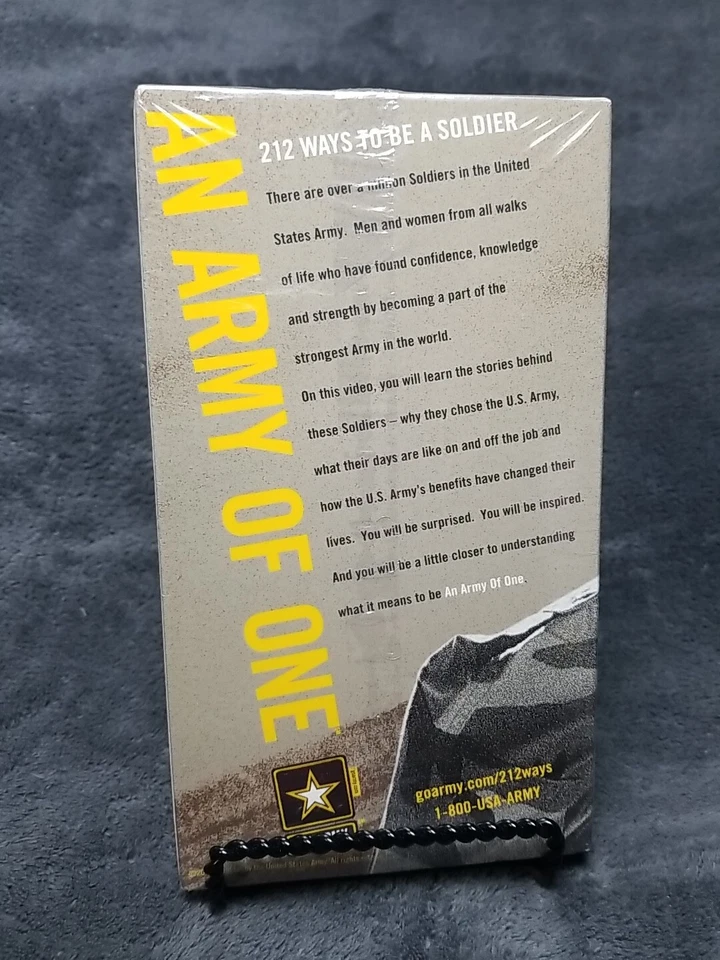 AN ARMY OF ONE
212 WAYS TO BE A SOLDIER
There are over a million Soldiers in the United
States Army. Men and women from all walks
of life who have found confidence, knowledge
and strength by becoming a part of the
strongest Army in the world.
On this video, you will learn the stories behind
these Soldiers – why they chose the U.S. Army,
what their days are like on and off the job and
how the U.S. Army's benefits have changed their
lives. You will be surprised. You will be inspired.
And you will be a little closer to understanding
what it means to be An Army Of One.
goarmy.com/212ways
1-800-USA-ARMY
United States Army. All rights